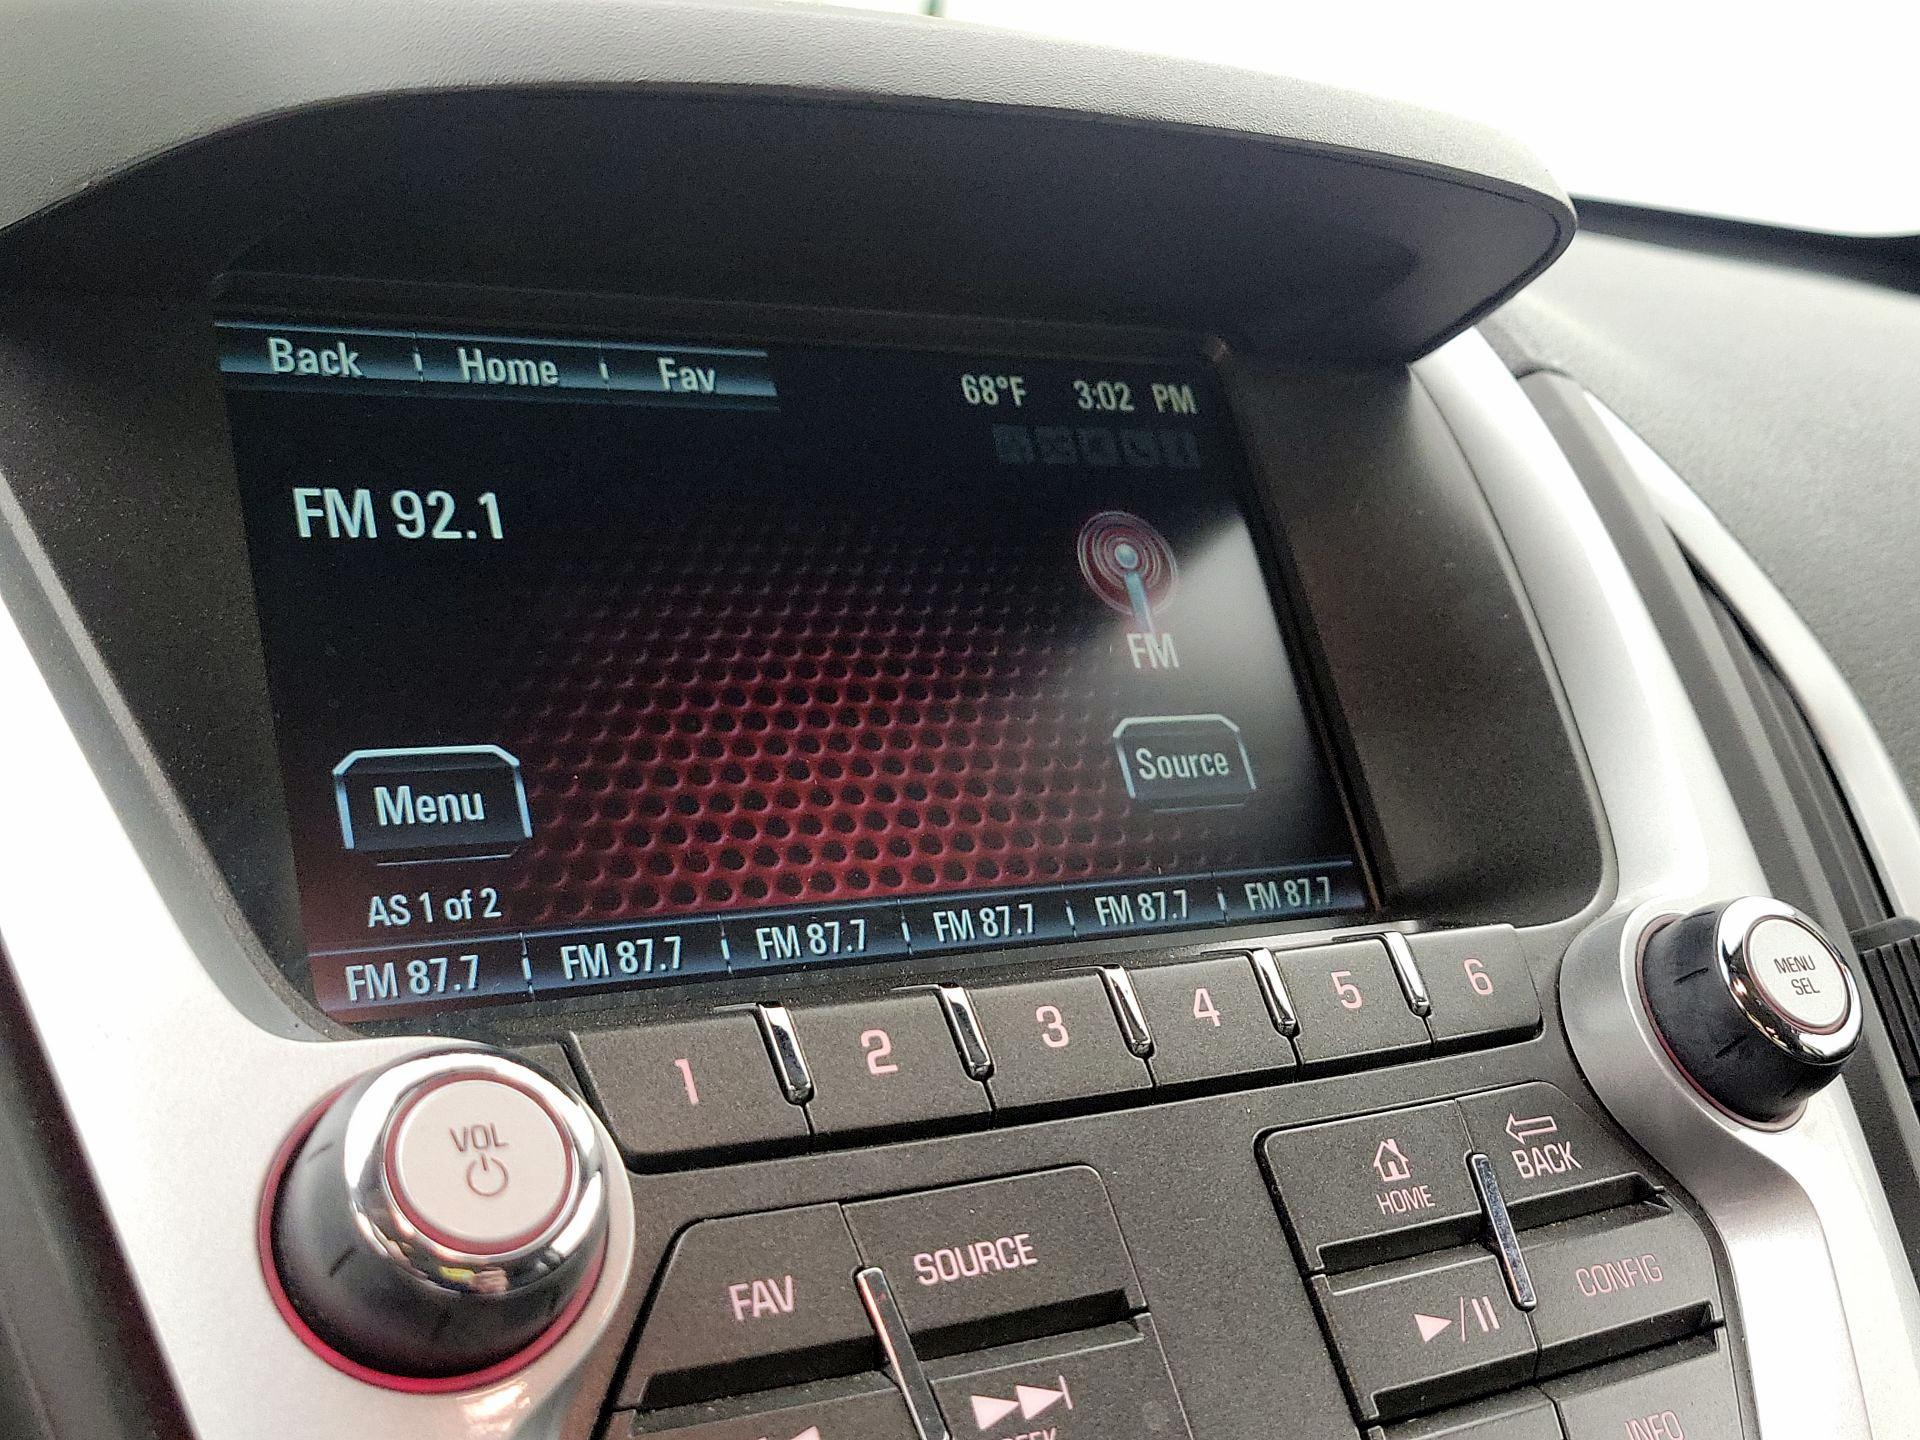 Back Home Fav
68°F 3:02 PM
FM 92.1
FM
Menu
Source
AS 1 of 2
FM 87.7 FM 87.7 FM 87.7 FM 87.7 FM 87.7 FM 87.7
1 2 3 4 5 6
MENU
SEL
VOL
HOME
BACK
FAV
SOURCE
CONFIG
INFO